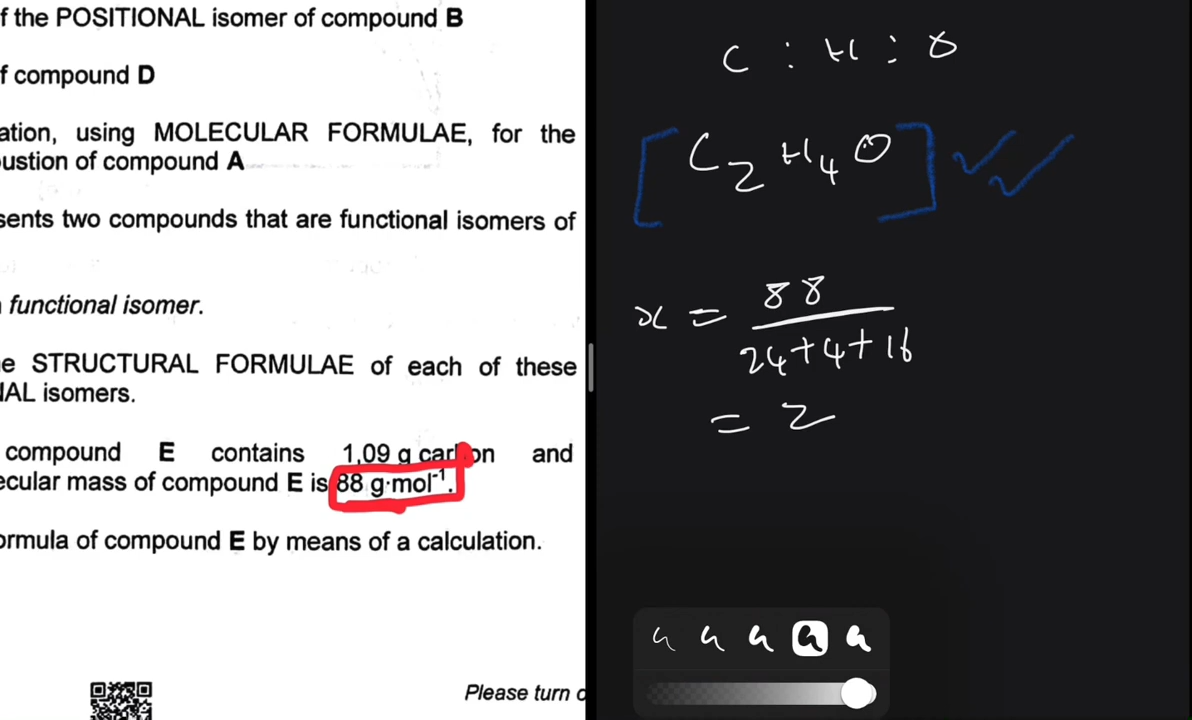 f the POSITIONAL isomer of compound B
f compound D
ation, using MOLECULAR FORMULAE, for the
ustion of compound A
sents two compounds that are functional isomers of
functional isomer.
e STRUCTURAL FORMULAE of each of these
NAL isomers.
compound E contains 1,09 g carbon and
ecular mass of compound E is 88 g·mol⁻¹.
ormula of compound E by means of a calculation.
Please turn o
C : H : O
[C₂H₄O] ✓✓
x = 88
24+4+16
= 2